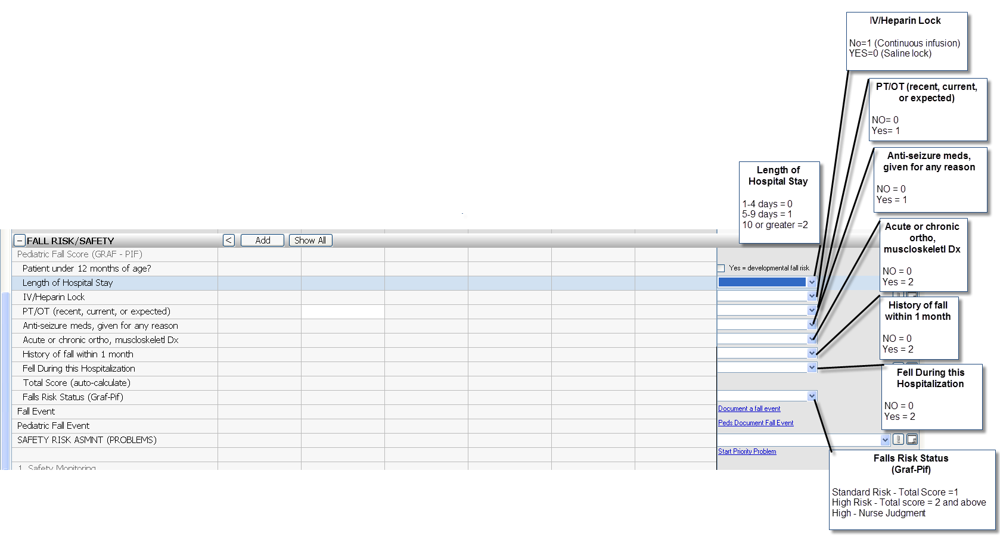 IV/Heparin Lock
No=1 (Continuous infusion)
YES=0 (Saline lock)
PT/OT (recent, current,
or expected)
NO= 0
Yes= 1
Anti-seizure meds,
given for any reason
NO = 0
Yes = 1
Length of
Hospital Stay
1-4 days = 0
5-9 days = 1
10 or greater =2
Acute or chronic
ortho,
muscloskeletl Dx
NO = 0
Yes = 2
History of fall
within 1 month
NO = 0
Yes = 2
Fell During this
Hospitalization
NO = 0
Yes = 2
Falls Risk Status
(Graf-Pif)
Standard Risk - Total Score =1
High Risk - Total score = 2 and above
High - Nurse Judgment
FALL RISK/SAFETY < Add Show All
Pediatric Fall Score (GRAF - PIF)
Patient under 12 months of age? Yes = developmental fall risk
Length of Hospital Stay
IV/Heparin Lock
PT/OT (recent, current, or expected)
Anti-seizure meds, given for any reason
Acute or chronic ortho, muscloskeletl Dx
History of fall within 1 month
Fell During this Hospitalization
Total Score (auto-calculate)
Falls Risk Status (Graf-Pif)
Fall Event Document a fall event
Pediatric Fall Event Peds Document Fall Event
SAFETY RISK ASMNT (PROBLEMS)
Start Priority Problem
1. Safety Monitoring